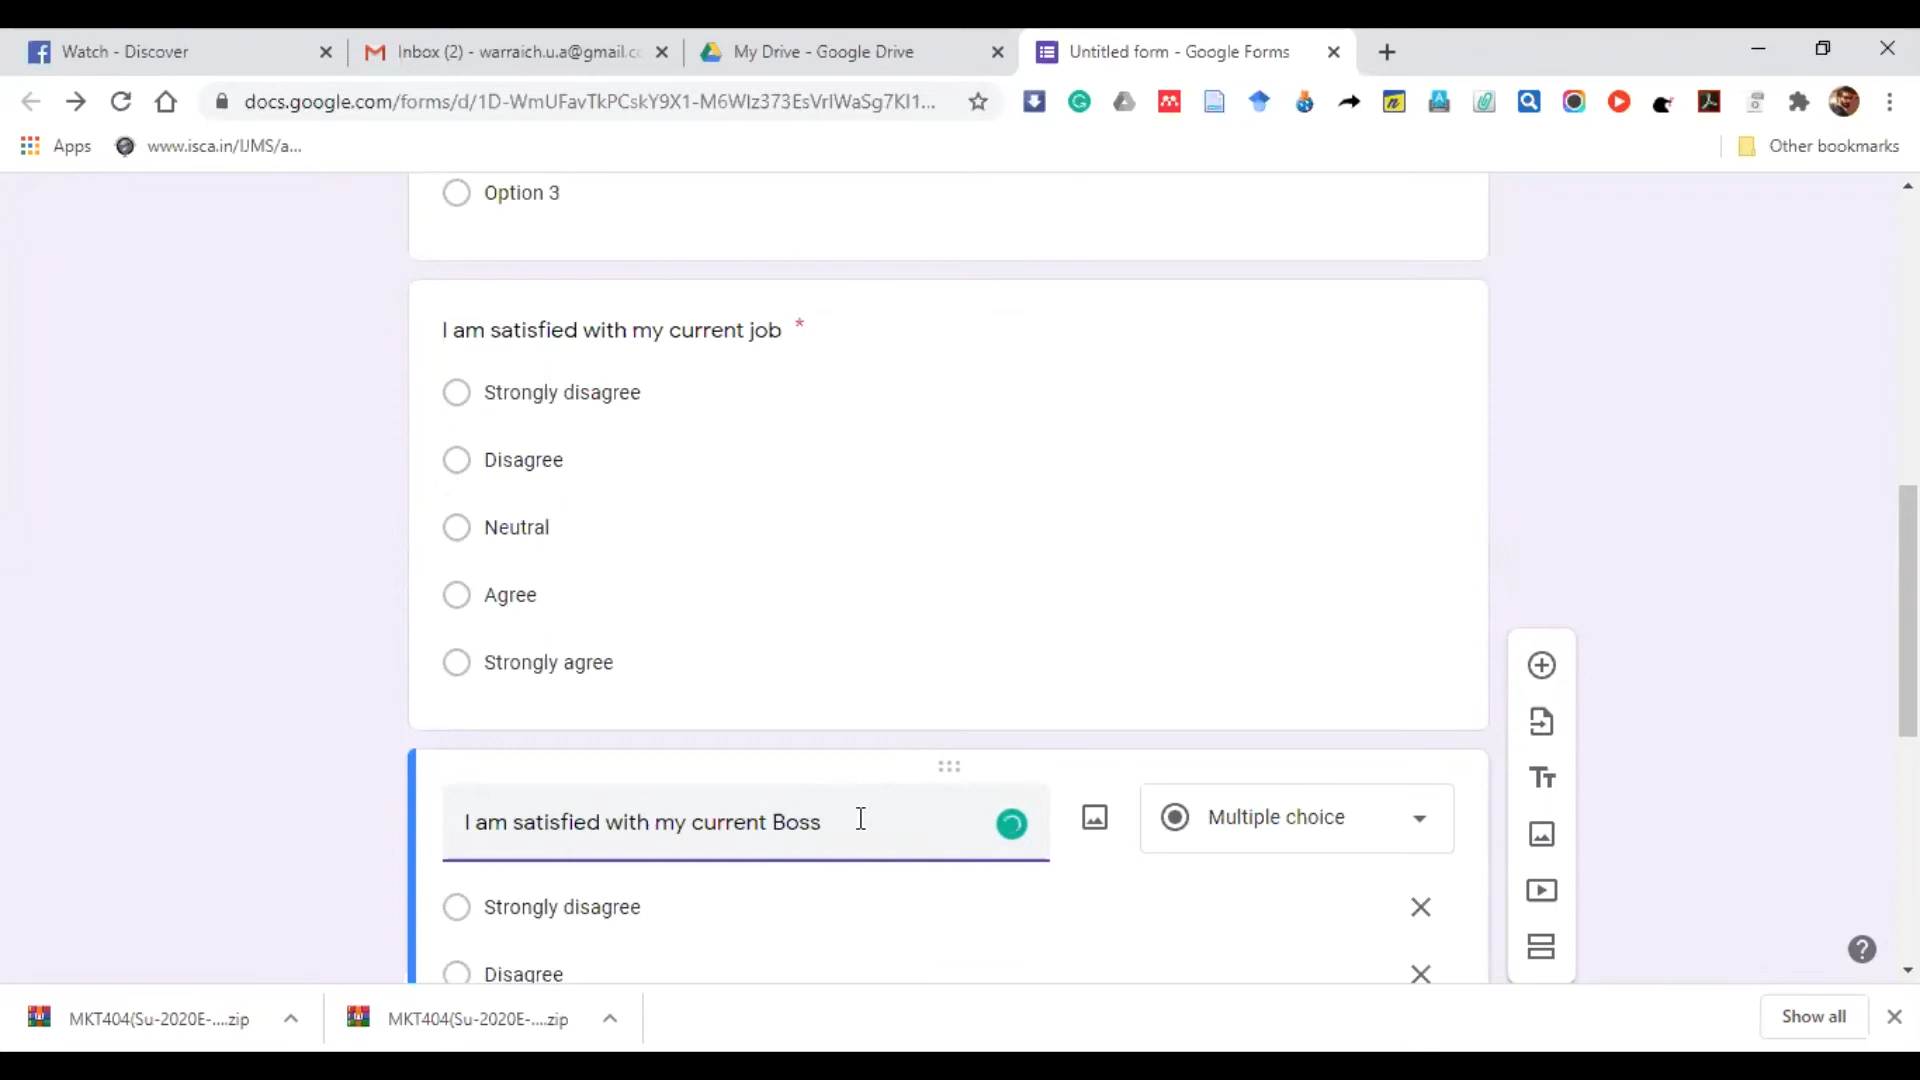 Watch - Discover
Inbox (2) - warraich.u.a@gmail.c
My Drive - Google Drive
Untitled form - Google Forms
docs.google.com/forms/d/1D-WmUFavTkPCskY9X1-M6WIz373EsVrlWaSg7Kl1...
Apps
www.isca.in/IJMS/a...
Other bookmarks
Option 3
I am satisfied with my current job *
Strongly disagree
Disagree
Neutral
Agree
Strongly agree
I am satisfied with my current Boss
Multiple choice
Strongly disagree
Disagree
MKT404(Su-2020E-....zip
MKT404(Su-2020E-....zip
Show all